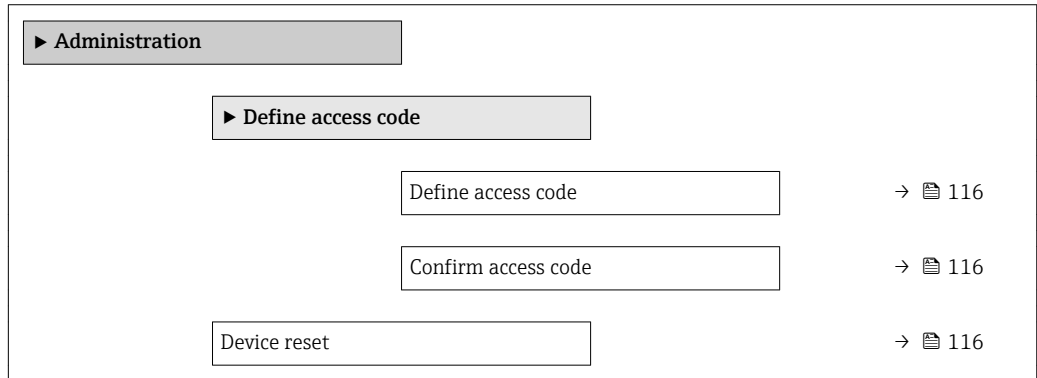 ▶ Administration
▶ Define access code
Define access code → 🖹 116
Confirm access code → 🖹 116
Device reset → 🖹 116